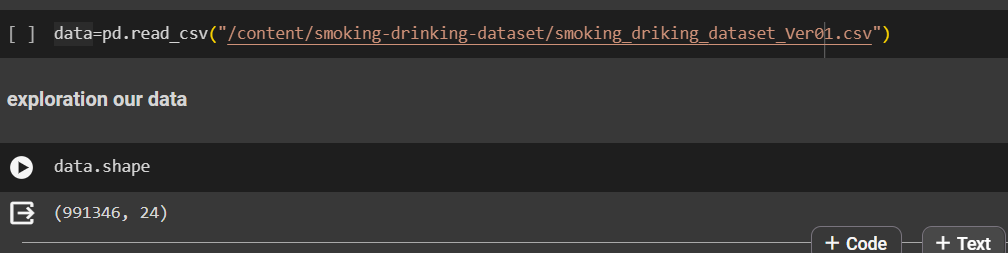 [ ] data=pd.read_csv("/content/smoking-drinking-dataset/smoking_driking_dataset_Ver01.csv")
exploration our data
data.shape
(991346, 24)
+ Code + Text